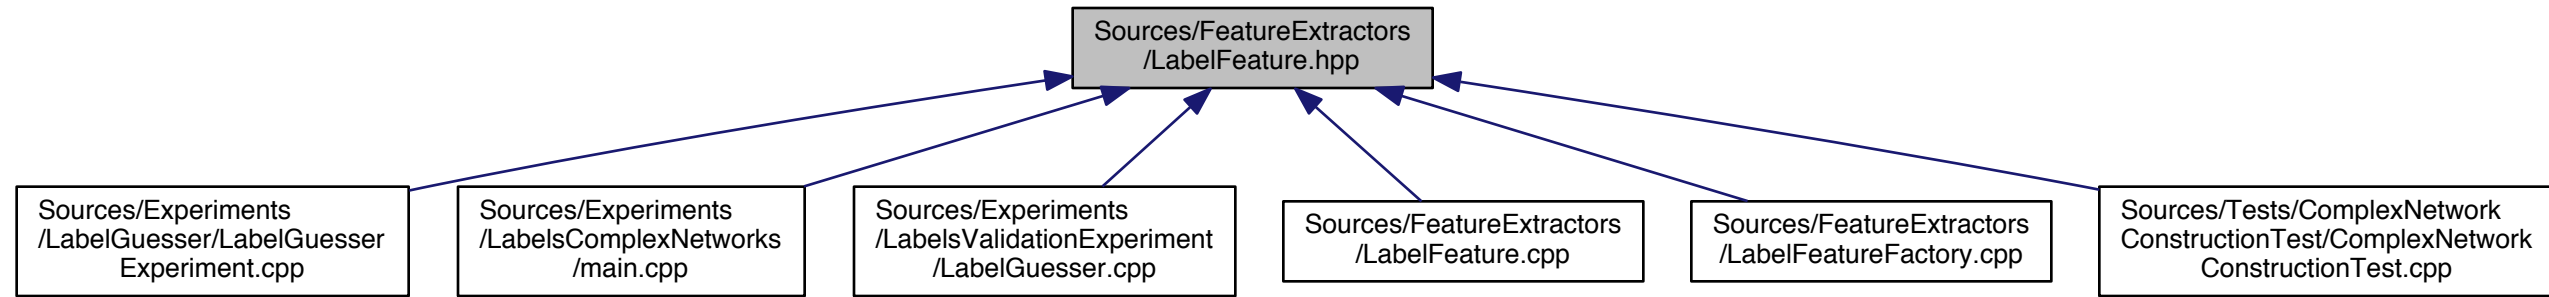 Sources/FeatureExtractors
/LabelFeature.hpp
Sources/Experiments
/LabelGuesser/LabelGuesser
Experiment.cpp
Sources/Experiments
/LabelsComplexNetworks
/main.cpp
Sources/Experiments
/LabelsValidationExperiment
/LabelGuesser.cpp
Sources/FeatureExtractors
/LabelFeature.cpp
Sources/FeatureExtractors
/LabelFeatureFactory.cpp
Sources/Tests/ComplexNetwork
ConstructionTest/ComplexNetwork
ConstructionTest.cpp